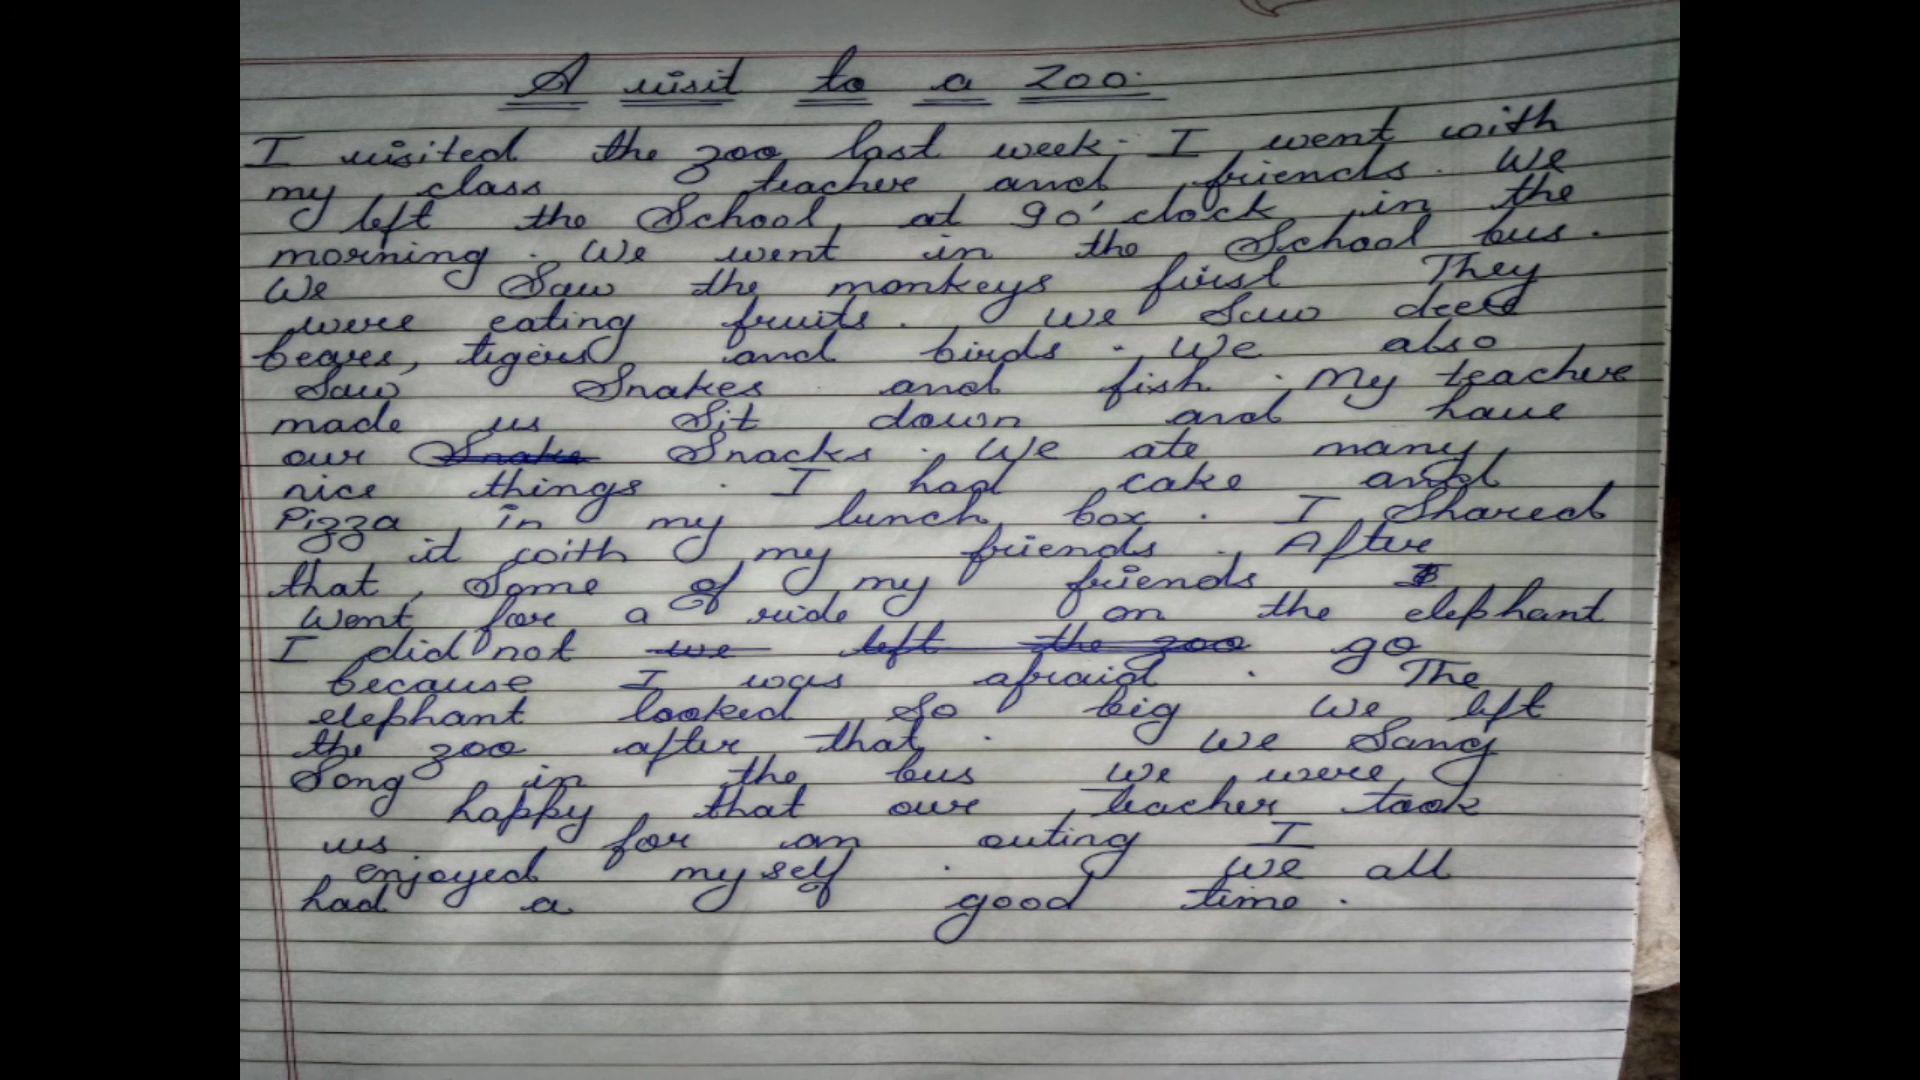 A visit to a Zoo.
I visited the zoo last week. I went with
my class teacher and friends. We
left the School at 9o'clock in the
morning. We went in the School bus.
We Saw the monkeys first They
were eating fruits. We Saw deer
beares, tigers and birds. We also
Saw Snakes and fish. My teacher
made us Sit down and have
our Snake Snacks. We ate many
nice things. I had cake and
Pizza in my lunch box. I Shared
it with my friends. After
that, Some of my friends
went for a ride on the elephant
I did not we left the zoo go
because I was afraid. The
elephant looked So big We left
the zoo after that. We Sang
Song in the bus We were
happy that our teacher took
us for an outing I
enjoyed my self. We all
had a good time.